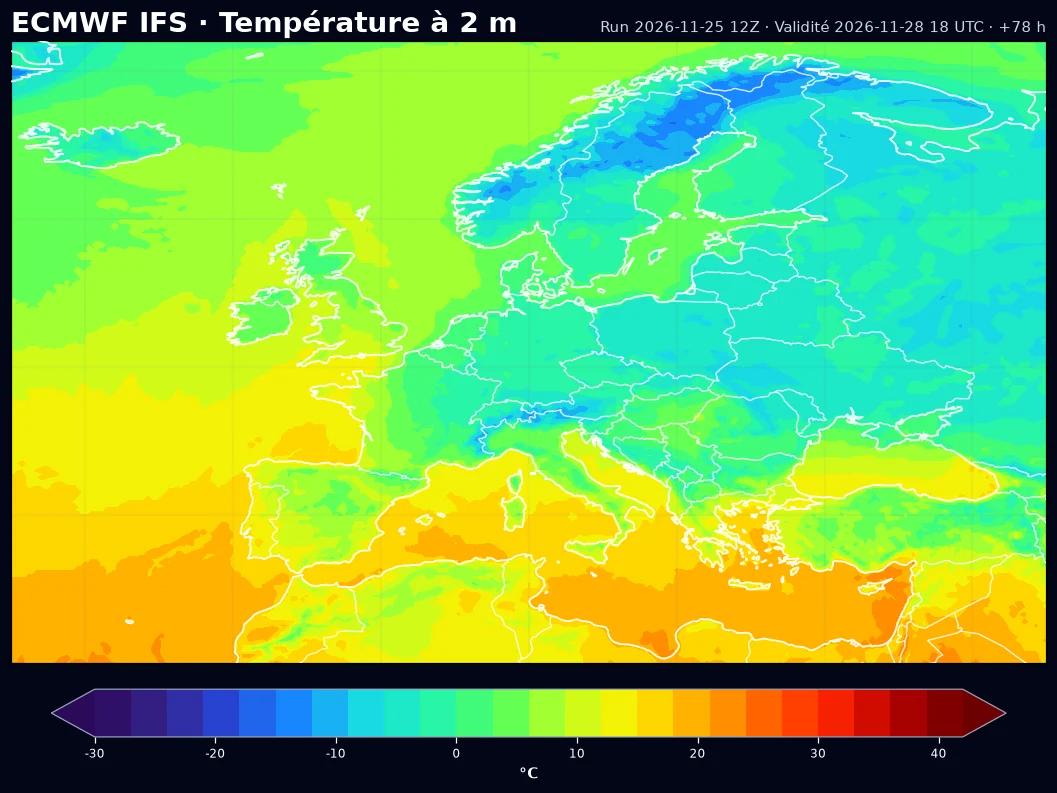 ECMWF IFS · Température à 2 m
Run 2026-11-25 12Z · Validité 2026-11-28 18 UTC · +78 h
-30 -20 -10 0 10 20 30 40
°C